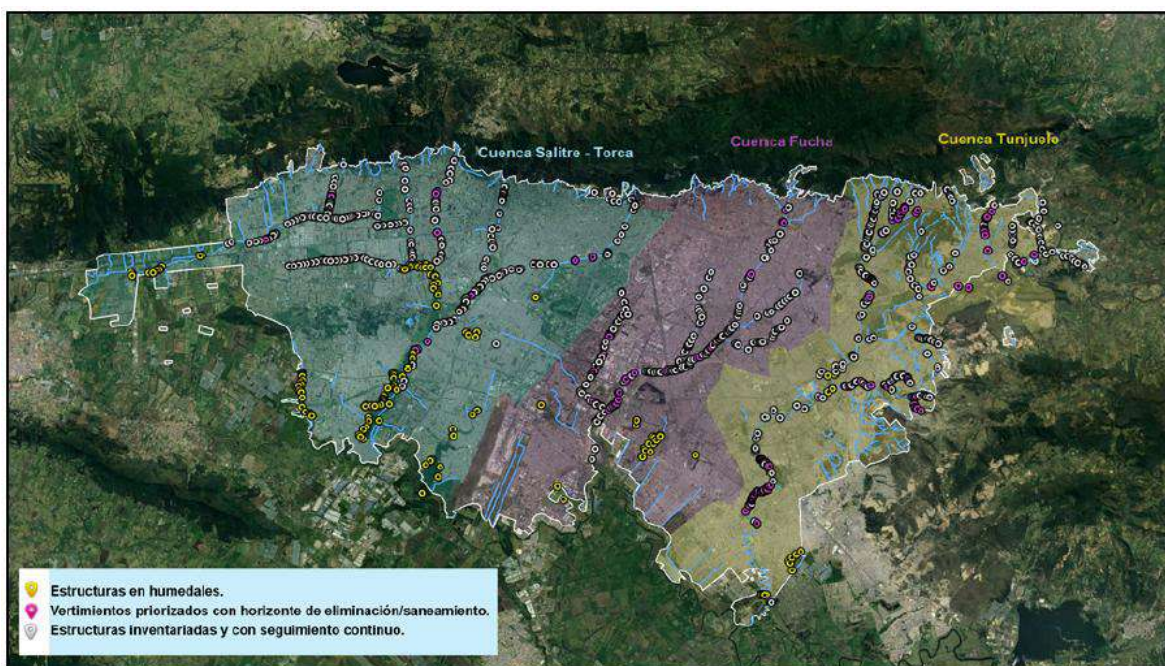 Cuenca Salitre - Torca
Cuenca Fucha
Cuenca Tunjuelo
Estructuras en humedales.
Vertimientos priorizados con horizonte de eliminación/saneamiento.
Estructuras inventariadas y con seguimiento continuo.